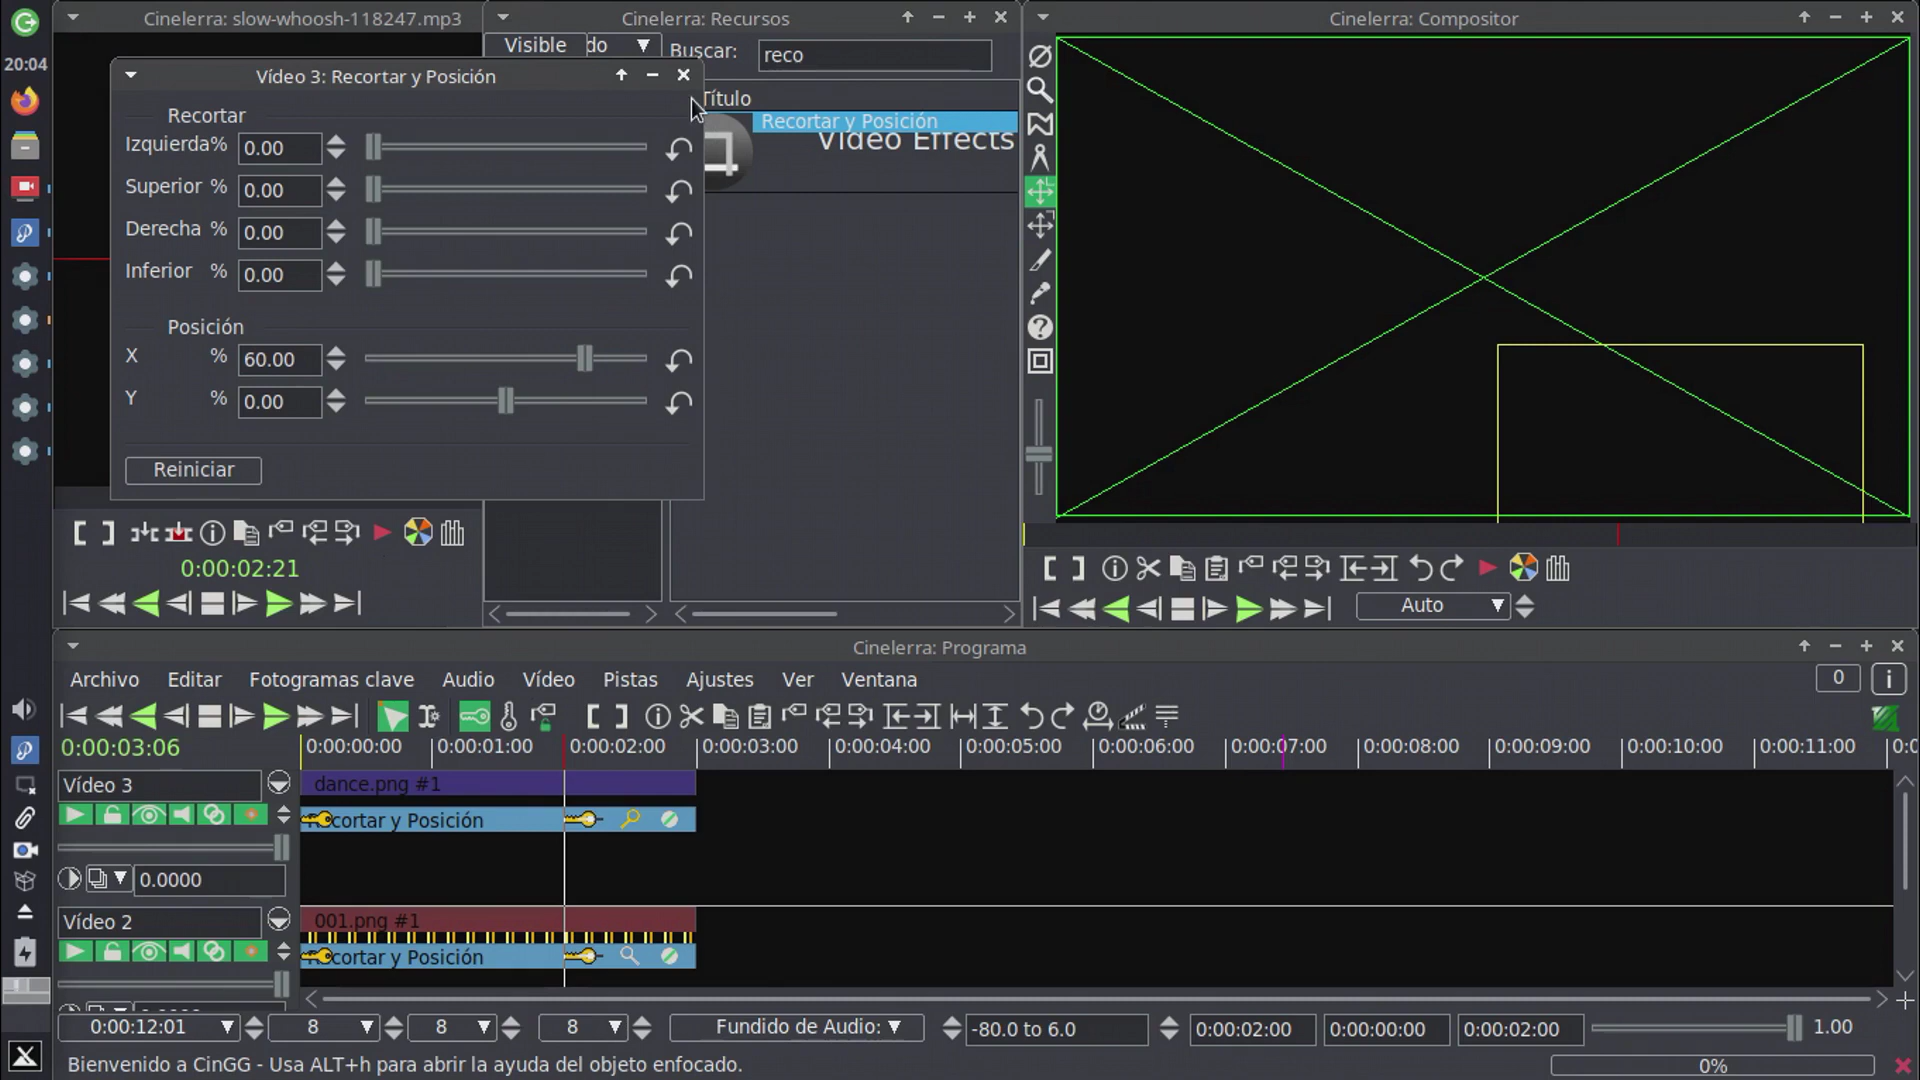 20:04
Cinelerra: slow-whoosh-118247.mp3
Cinelerra: Recursos
Cinelerra: Compositor
Visible
do
Buscar:
reco
Título
Recortar y Posición
Video Effects
Vídeo 3: Recortar y Posición
Recortar
Izquierda% 0.00
Superior % 0.00
Derecha % 0.00
Inferior % 0.00
Posición
X % 60.00
Y % 0.00
Reiniciar
0:00:02:21
Auto
Cinelerra: Programa
Archivo Editar Fotogramas clave Audio Vídeo Pistas Ajustes Ver Ventana
0
0:00:03:06
0:00:00:00 0:00:01:00 0:00:02:00 0:00:03:00 0:00:04:00 0:00:05:00 0:00:06:00 0:00:07:00 0:00:08:00 0:00:09:00 0:00:10:00 0:00:11:00 0:0
Vídeo 3
dance.png #1
cortar y Posición
0.0000
Vídeo 2
001.png #1
cortar y Posición
0:00:12:01 8 8 8 Fundido de Audio: -80.0 to 6.0 0:00:02:00 0:00:00:00 0:00:02:00 1.00
Bienvenido a CinGG - Usa ALT+h para abrir la ayuda del objeto enfocado.
0%